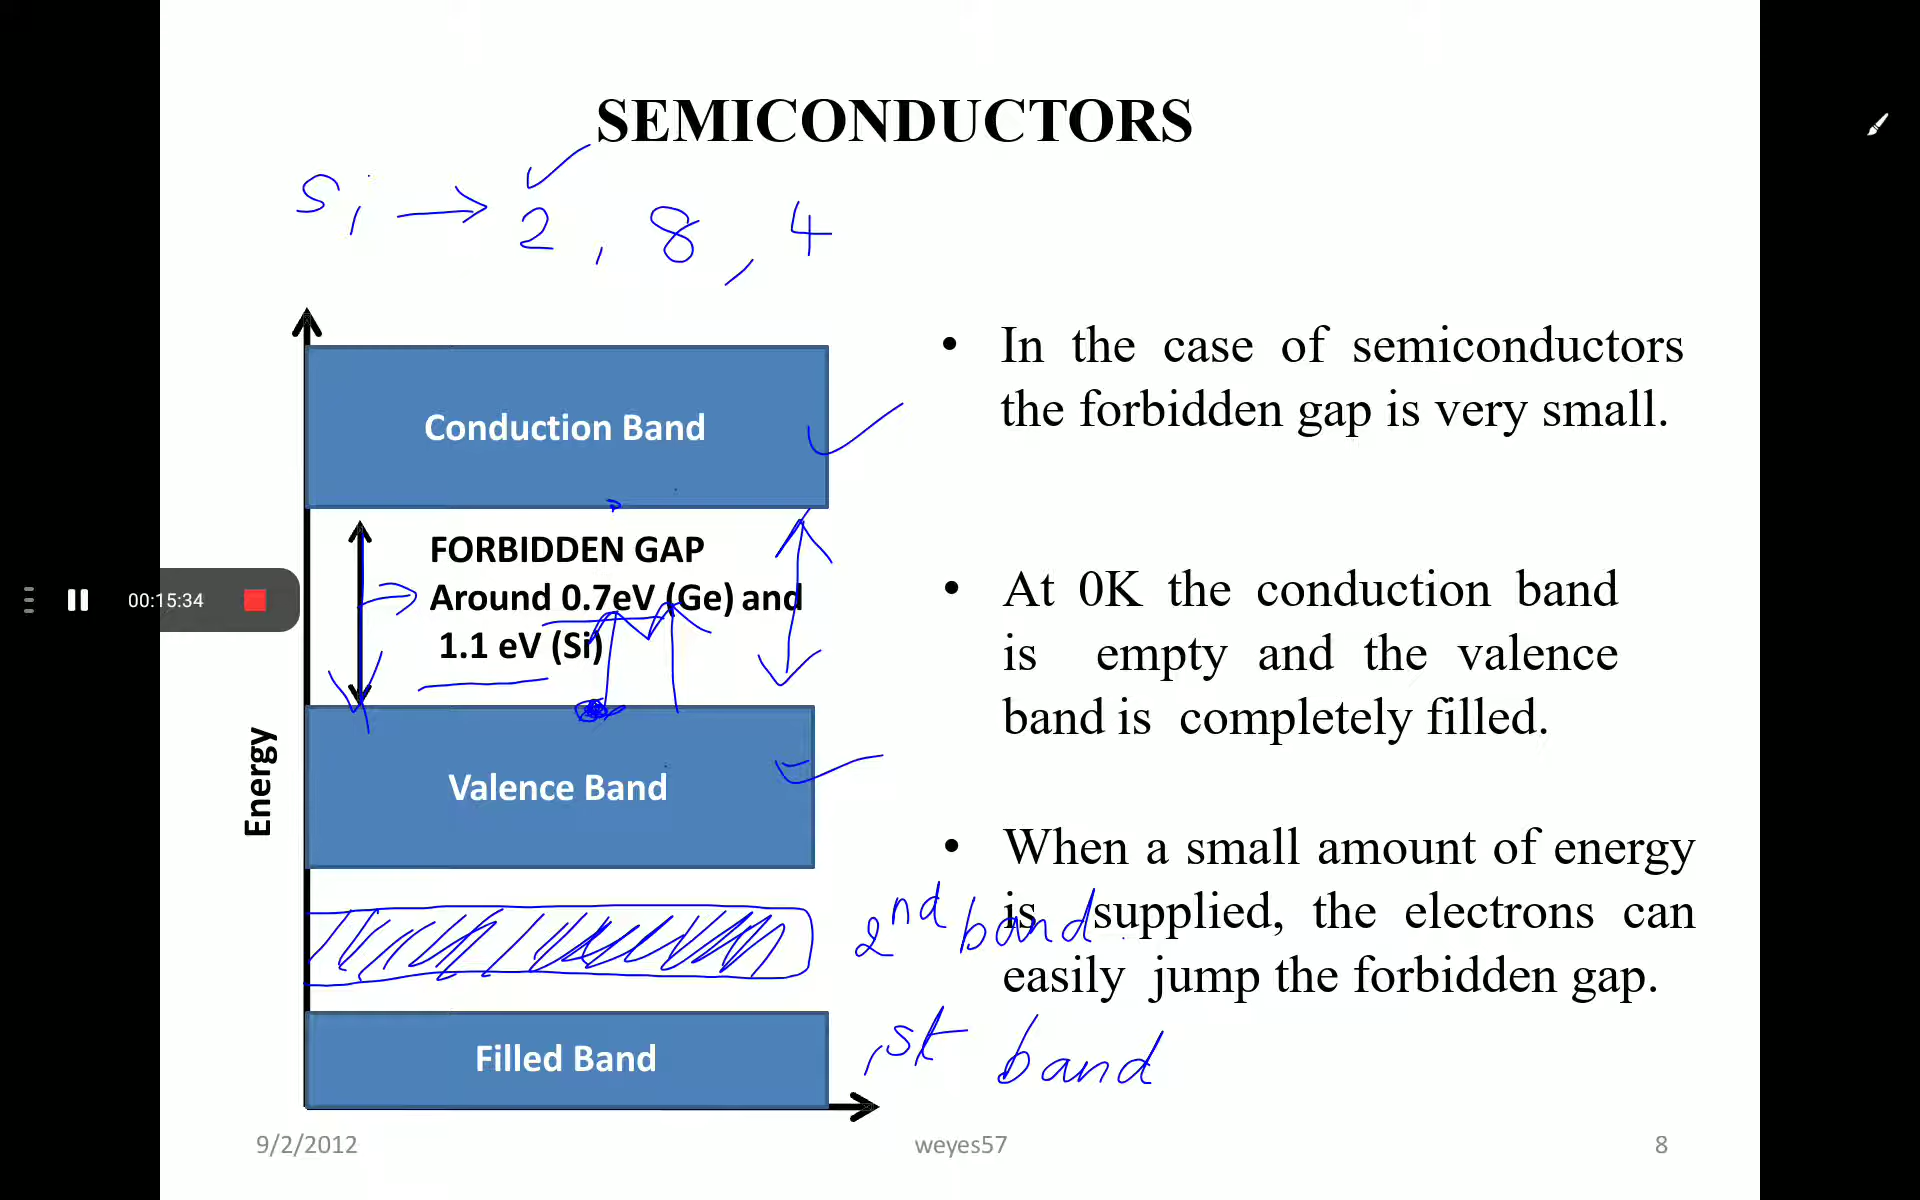 SEMICONDUCTORS
Si → 2 , 8 , 4
Conduction Band
FORBIDDEN GAP
Around 0.7eV (Ge) and
1.1 eV (Si)
Energy
Valence Band
2nd band
Filled Band
1st band
• In the case of semiconductors
the forbidden gap is very small.
• At 0K the conduction band
is empty and the valence
band is completely filled.
• When a small amount of energy
is supplied, the electrons can
easily jump the forbidden gap.
00:15:34
9/2/2012
weyes57
8